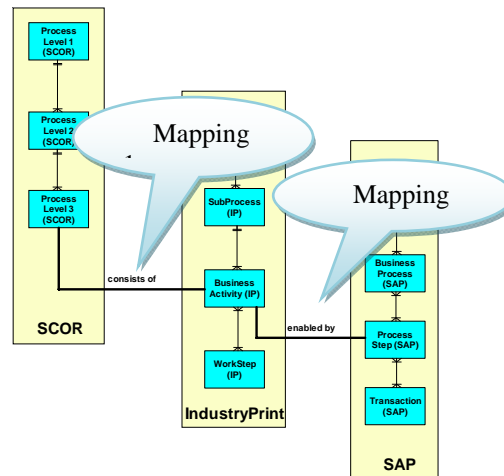 Process
Level 1
(SCOR)
Process
Level 2
(SCOR)
Process
Level 3
(SCOR)
SCOR
Mapping
consists of
SubProcess
(IP)
Business
Activity (IP)
WorkStep
(IP)
IndustryPrint
Mapping
enabled by
Business
Process
(SAP)
Process
Step (SAP)
Transaction
(SAP)
SAP